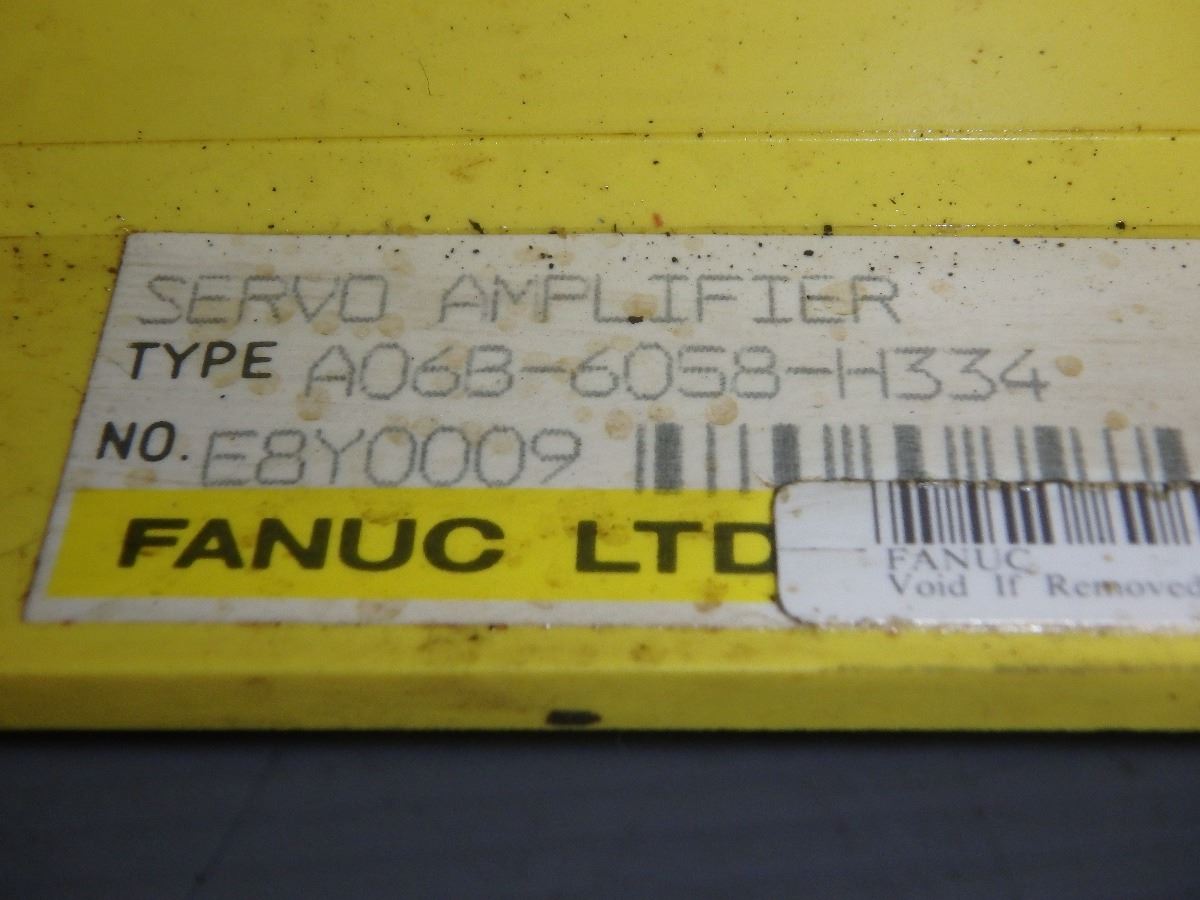 SERVO AMPLIFIER
TYPE A06B-6058-H334
NO. E8Y0009
FANUC LTD
FANUC
Void If Removed